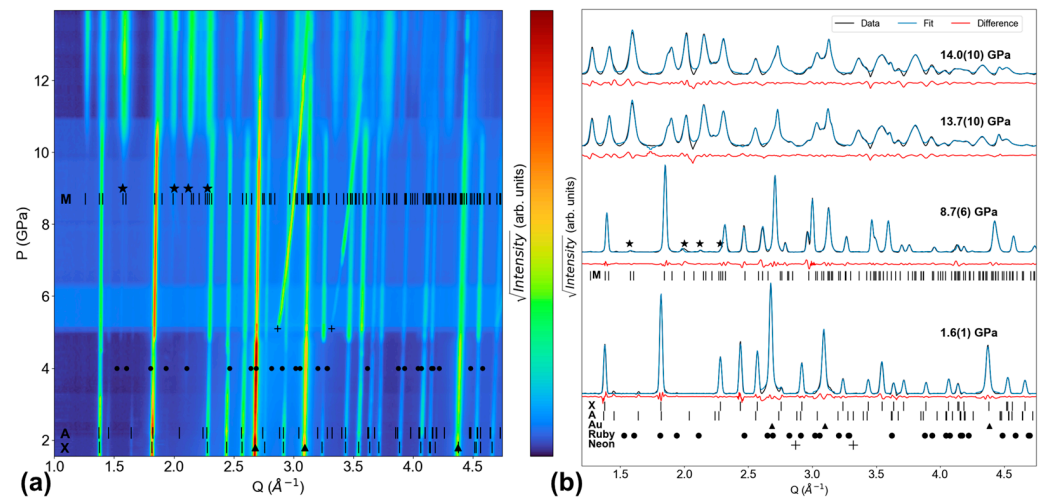 P (GPa)
12
10
8
6
4
2
M
A
X
1.0 1.5 2.0 2.5 3.0 3.5 4.0 4.5
Q (Å⁻¹)
(a)
√Intensity (arb. units)
Data Fit Difference
14.0(10) GPa
13.7(10) GPa
8.7(6) GPa
M
1.6(1) GPa
X
A
Au
Ruby
Neon
√Intensity (arb. units)
1.5 2.0 2.5 3.0 3.5 4.0 4.5
Q (Å⁻¹)
(b)